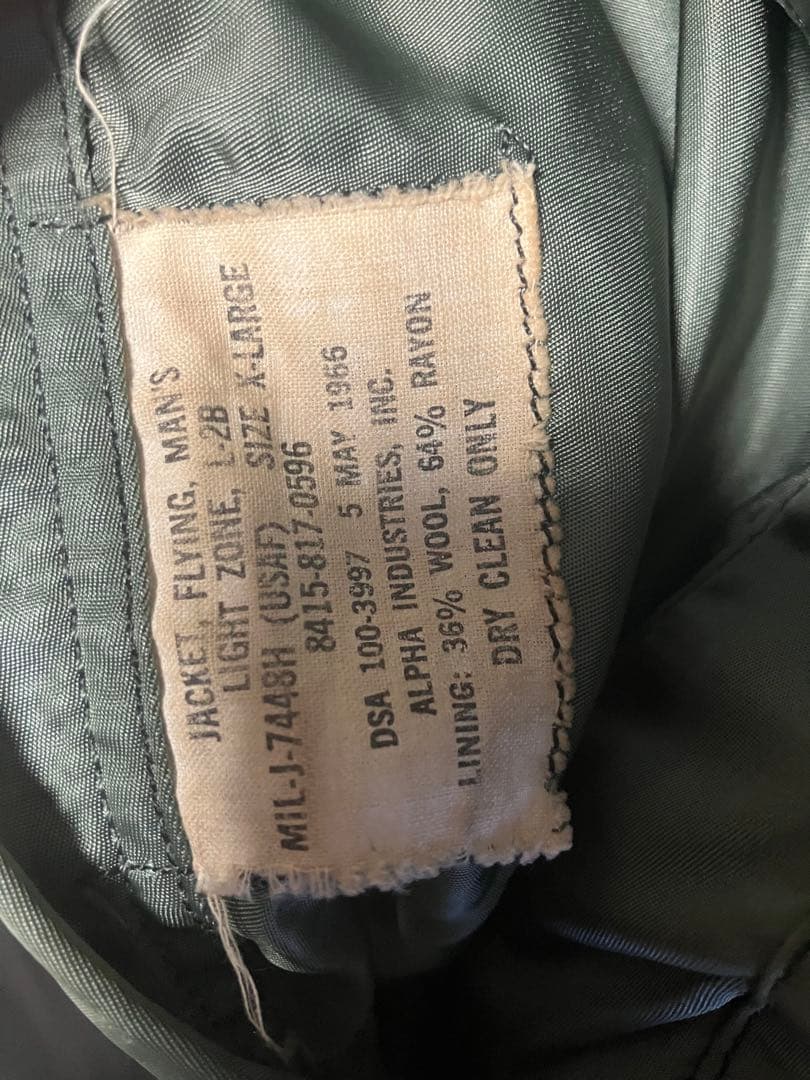 JACKET, FLYING, MAN'S
LIGHT ZONE, L-2B
MIL-J-7448H (USAF) SIZE X-LARGE
8415-817-0596
DSA 100-3997 5 MAY 1966
ALPHA INDUSTRIES, INC.
LINING: 36% WOOL, 64% RAYON
DRY CLEAN ONLY